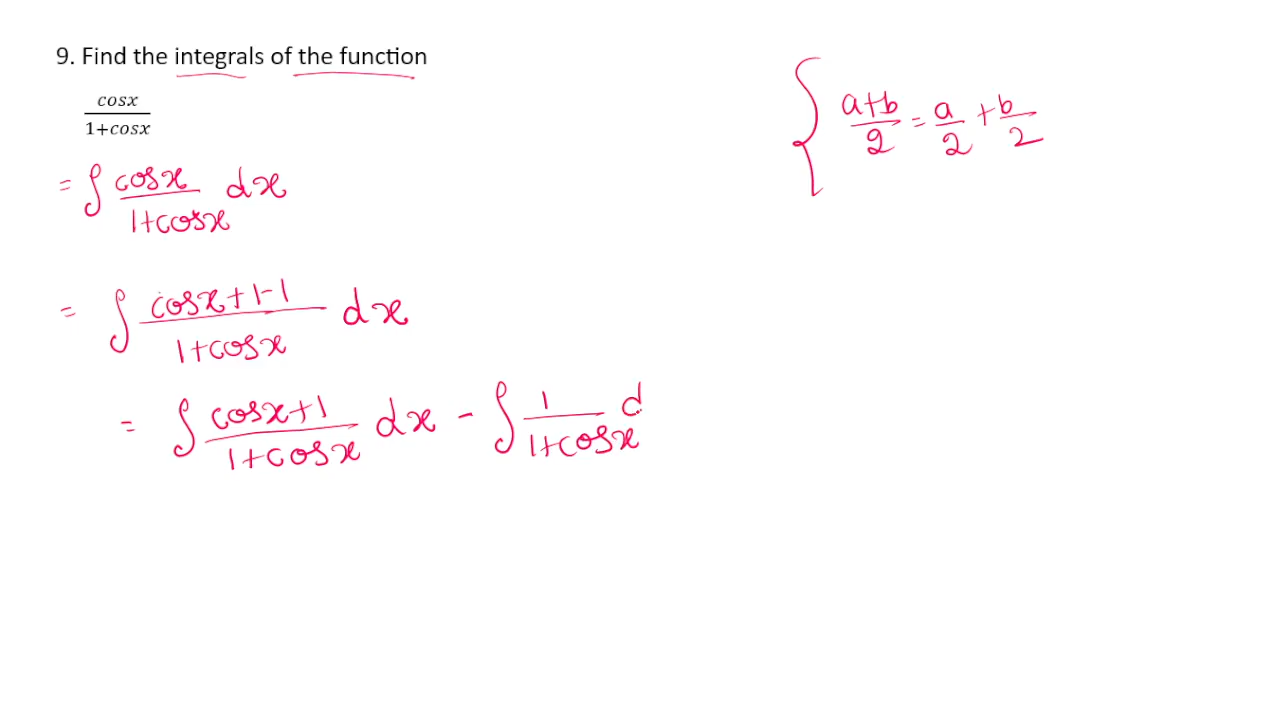 9. Find the integrals of the function
cosx/1+cosx
= ∫ cosx/1+cosx dx
= ∫ cosx+1-1/1+cosx dx
= ∫ cosx+1/1+cosx dx - ∫ 1/1+cosx d
{ a+b/2 = a/2 + b/2